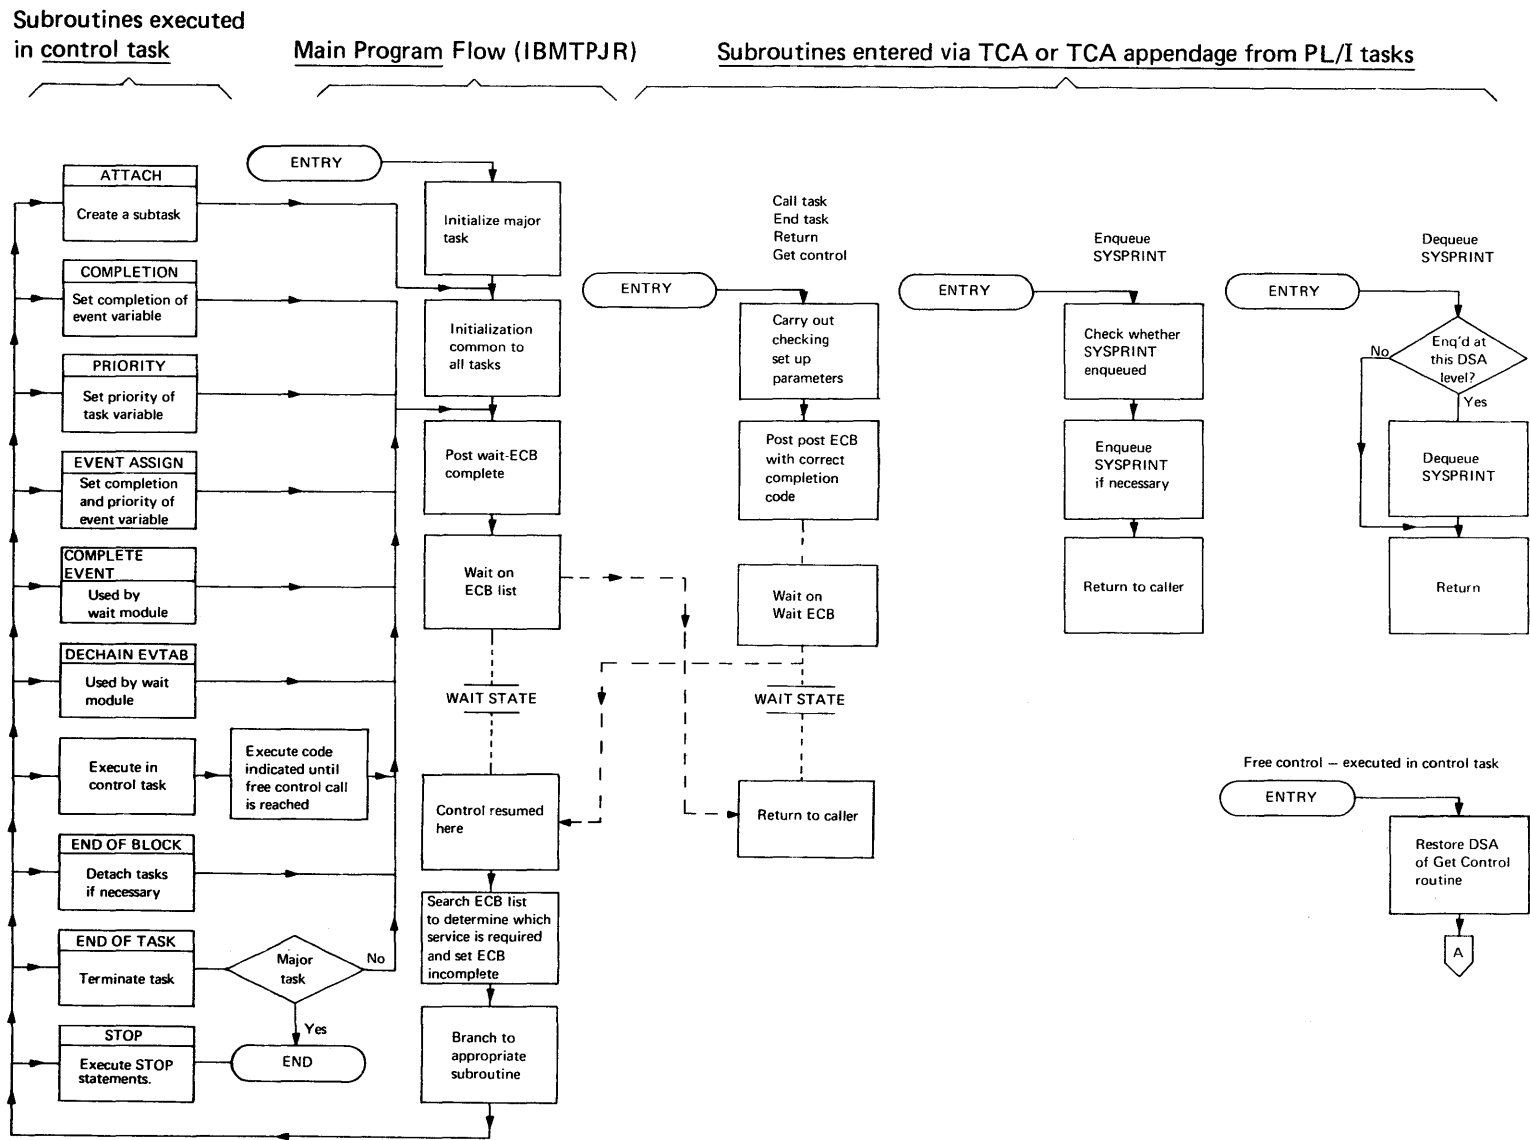 Subroutines executed
in control task
Main Program Flow (IBMTPJR)
Subroutines entered via TCA or TCA appendage from PL/I tasks
ATTACH
Create a subtask
COMPLETION
Set completion of
event variable
PRIORITY
Set priority of
task variable
EVENT ASSIGN
Set completion
and priority of
event variable
COMPLETE
EVENT
Used by
wait module
DECHAIN EVTAB
Used by wait
module
Execute in
control task
Execute code
indicated until
free control call
is reached
END OF BLOCK
Detach tasks
if necessary
END OF TASK
Terminate task
Major
task
No
Yes
STOP
Execute STOP
statements.
END
ENTRY
Initialize major
task
Initialization
common to
all tasks
Post wait-ECB
complete
Wait on
ECB list
WAIT STATE
Control resumed
here
Search ECB list
to determine which
service is required
and set ECB
incomplete
Branch to
appropriate
subroutine
Call task
End task
Return
Get control
ENTRY
Carry out
checking
set up
parameters
Post post ECB
with correct
completion
code
Wait on
Wait ECB
WAIT STATE
Return to caller
Enqueue
SYSPRINT
ENTRY
Check whether
SYSPRINT
enqueued
Enqueue
SYSPRINT
if necessary
Return to caller
Dequeue
SYSPRINT
ENTRY
Enq'd at
this DSA
level?
No
Yes
Dequeue
SYSPRINT
Return
Free control – executed in control task
ENTRY
Restore DSA
of Get Control
routine
A